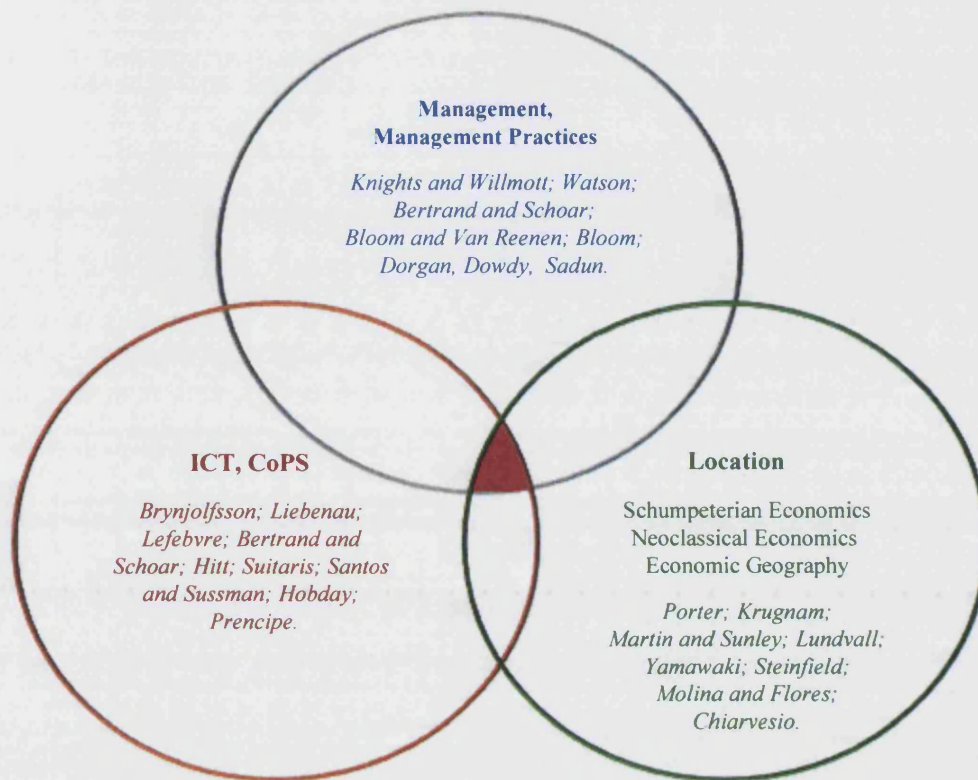 Management,
Management Practices
Knights and Willmott; Watson;
Bertrand and Schoar;
Bloom and Van Reenen; Bloom;
Dorgan, Dowdy, Sadun.
ICT, CoPS
Brynjolfsson; Liebenau;
Lefebvre; Bertrand and
Schoar; Hitt; Suitaris; Santos
and Sussman; Hobday;
Prencipe.
Location
Schumpeterian Economics
Neoclassical Economics
Economic Geography
Porter; Krugnam;
Martin and Sunley; Lundvall;
Yamawaki; Steinfield;
Molina and Flores;
Chiarvesio.